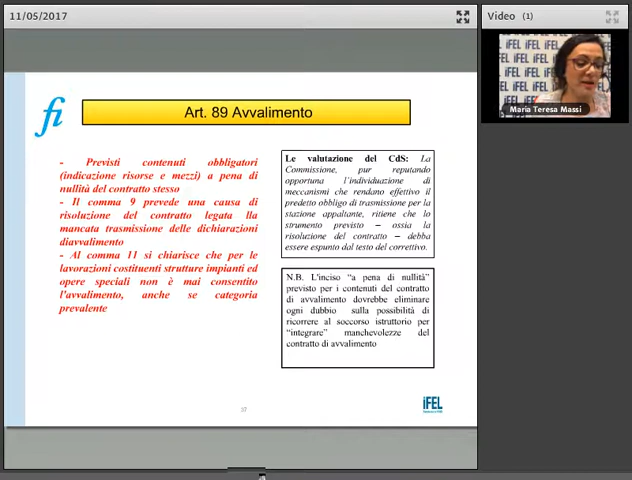 11/05/2017
Video (1)
iFEL iFEL iFEL
Maria Teresa Massi
fi
Art. 89 Avvalimento
- Previsti contenuti obbligatori
(indicazione risorse e mezzi) a pena di
nullità del contratto stesso
- Il comma 9 prevede una causa di
risoluzione del contratto legata lla
mancata trasmissione delle dichiarazioni
diavvalimento
- Al comma 11 si chiarisce che per le
lavorazioni costituenti strutture impianti ed
opere speciali non è mai consentito
l'avvalimento, anche se categoria
prevalente
Le valutazione del CdS: La
Commissione, pur reputando
opportuna l'individuazione di
meccanismi che rendano effettivo il
predetto obbligo di trasmissione per la
stazione appaltante, ritiene che lo
strumento previsto – ossia la
risoluzione del contratto – debba
essere espunto dal testo del correttivo.
N.B. L'inciso "a pena di nullità"
previsto per i contenuti del contratto
di avvalimento dovrebbe eliminare
ogni dubbio sulla possibilità di
ricorrere al soccorso istruttorio per
"integrare" manchevolezze del
contratto di avvalimento
37
iFEL